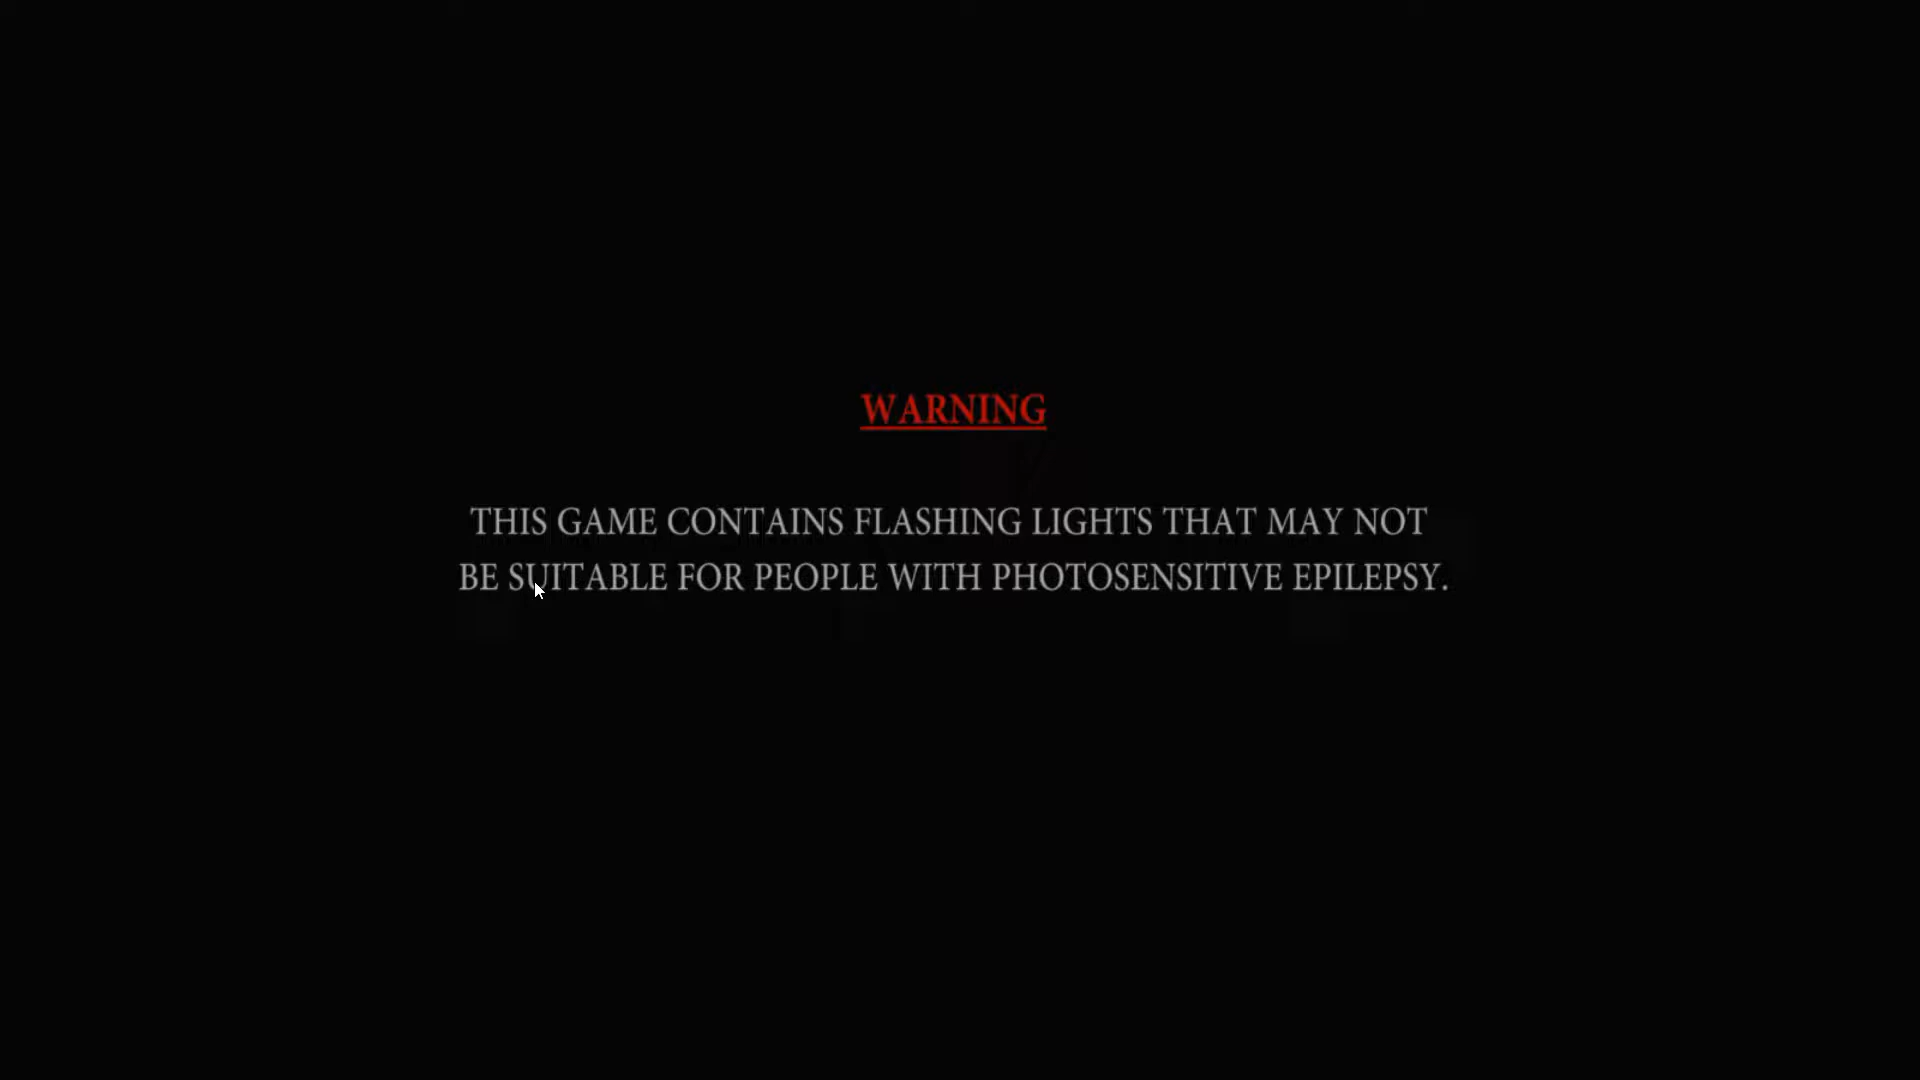 WARNING
THIS GAME CONTAINS FLASHING LIGHTS THAT MAY NOT
BE SUITABLE FOR PEOPLE WITH PHOTOSENSITIVE EPILEPSY.